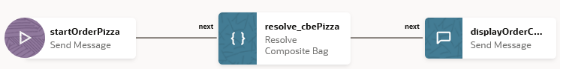 startOrderPizza
Send Message
next
{ }
resolve_cbePizza
Resolve
Composite Bag
next
displayOrderC...
Send Message